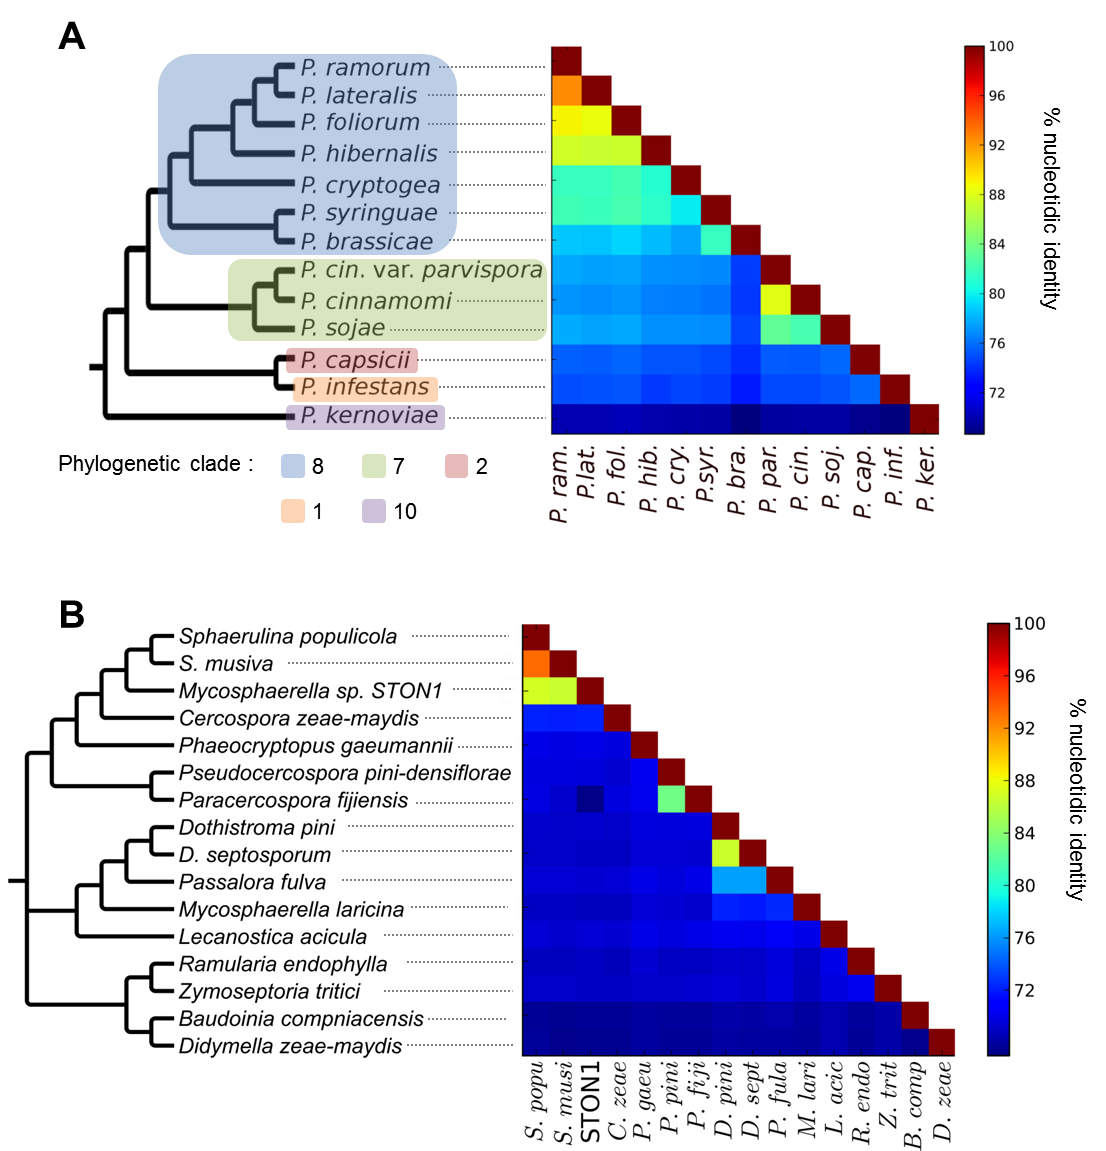 A
P. ramorum
P. lateralis
P. foliorum
P. hibernalis
P. cryptogea
P. syringuae
P. brassicae
P. cin. var. parvispora
P. cinnamomi
P. sojae
P. capsicii
P. infestans
P. kernoviae
100
96
92
88
84
80
76
72
% nucleotidic identity
P. ram.
P.lat.
P. fol.
P. hib.
P. cry.
P.syr.
P. bra.
P. par.
P. cin.
P. soj.
P. cap.
P. inf.
P. ker.
Phylogenetic clade : 8 7 2
1 10
B
Sphaerulina populicola
S. musiva
Mycosphaerella sp. STON1
Cercospora zeae-maydis
Phaeocryptopus gaeumannii
Pseudocercospora pini-densiflorae
Paracercospora fijiensis
Dothistroma pini
D. septosporum
Passalora fulva
Mycosphaerella laricina
Lecanostica acicula
Ramularia endophylla
Zymoseptoria tritici
Baudoinia compniacensis
Didymella zeae-maydis
100
96
92
88
84
80
76
72
% nucleotidic identity
S. popu
S. musi
STON1
C. zeae
P. gaeu
P. pini
P. fiji
D. pini
D. sept
P. fula
M. lari
L. acic
R. endo
Z. trit
B. comp
D. zeae